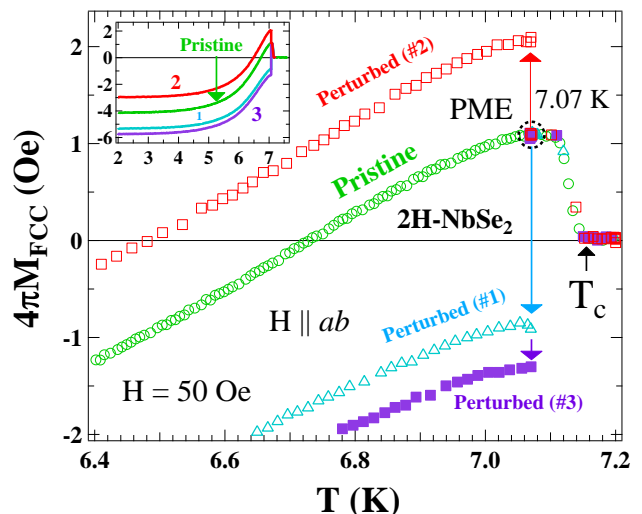 2
0
-2
-4
-6
Pristine
2
1
3
2 3 4 5 6 7
Perturbed (#2)
PME
7.07 K
Pristine
2H-NbSe₂
T_c
H || ab
Perturbed (#1)
H = 50 Oe
Perturbed (#3)
4πM_FCC (Oe)
2
1
0
-1
-2
6.4 6.6 6.8 7.0 7.2
T (K)